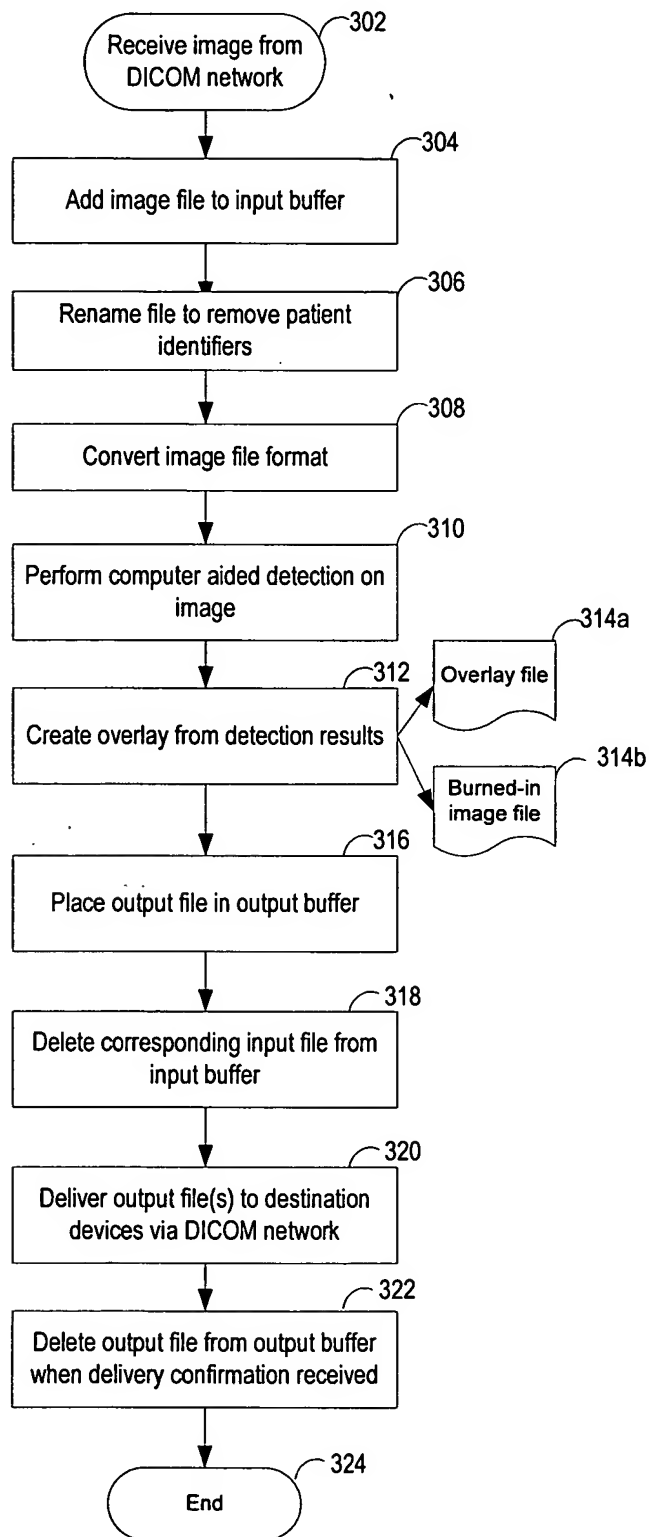 302
Receive image from
DICOM network
304
Add image file to input buffer
306
Rename file to remove patient
identifiers
308
Convert image file format
310
Perform computer aided detection on
image
314a
Overlay file
312
Create overlay from detection results
314b
Burned-in
image file
316
Place output file in output buffer
318
Delete corresponding input file from
input buffer
320
Deliver output file(s) to destination
devices via DICOM network
322
Delete output file from output buffer
when delivery confirmation received
324
End